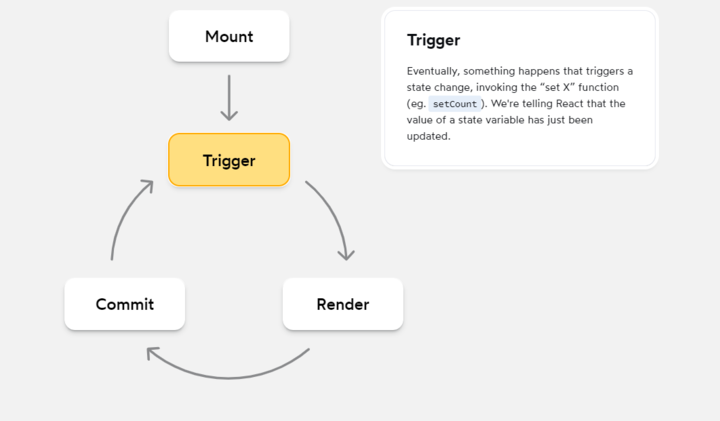 Mount
Trigger
Commit
Render
Trigger
Eventually, something happens that triggers a
state change, invoking the “set X” function
(eg. setCount ). We're telling React that the
value of a state variable has just been
updated.